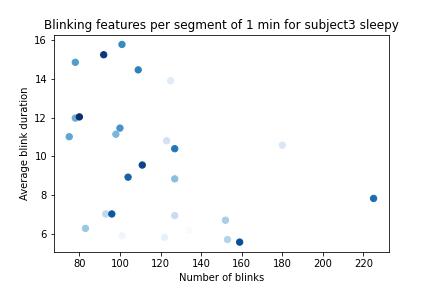 Blinking features per segment of 1 min for subject3 sleepy
16
14
12
10
8
6
Average blink duration
80 100 120 140 160 180 200 220
Number of blinks